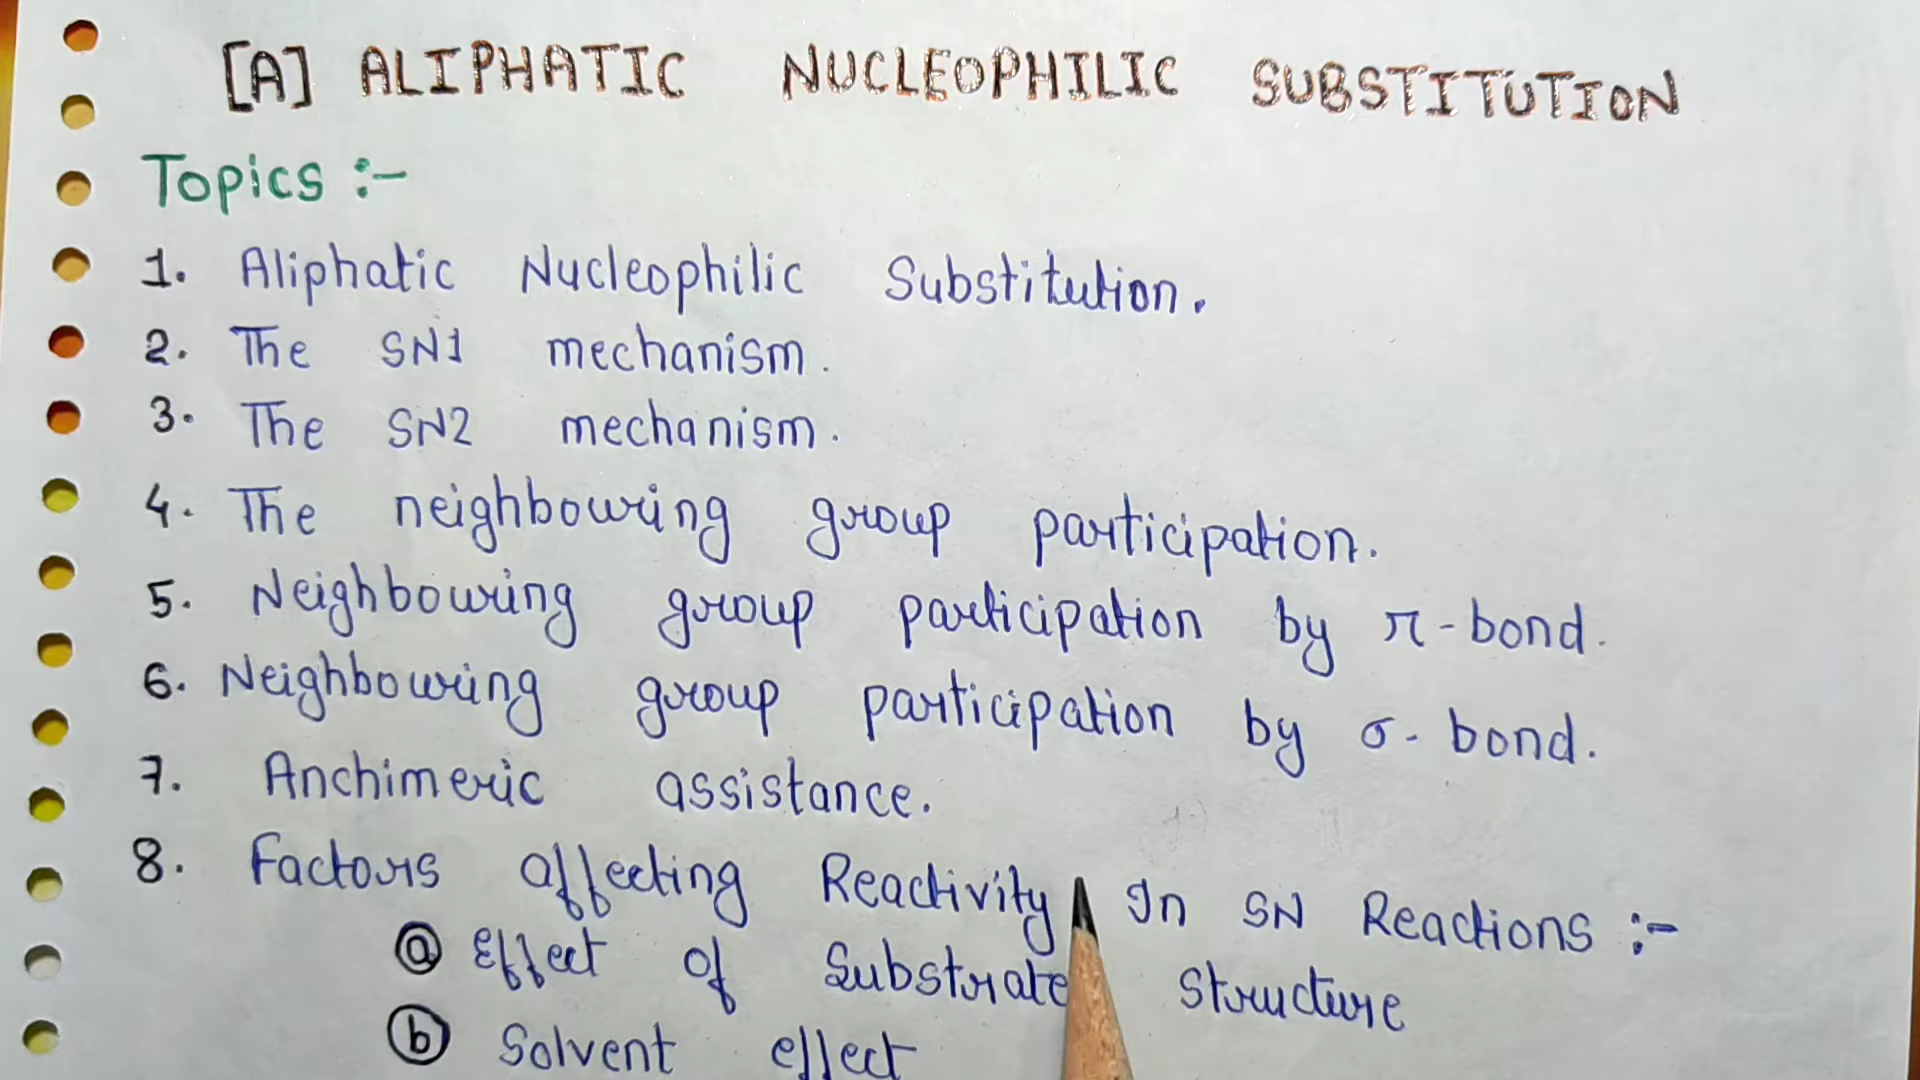 [A] ALIPHATIC NUCLEOPHILIC SUBSTITUTION
Topics :-
1. Aliphatic Nucleophilic Substitution.
2. The SN1 mechanism.
3. The SN2 mechanism.
4. The neighbouring group participation.
5. Neighbouring group participation by π-bond.
6. Neighbouring group participation by σ-bond.
7. Anchimeric assistance.
8. Factors affecting Reactivity In SN Reactions :-
ⓐ Effect of Substrate Structure
ⓑ Solvent effect